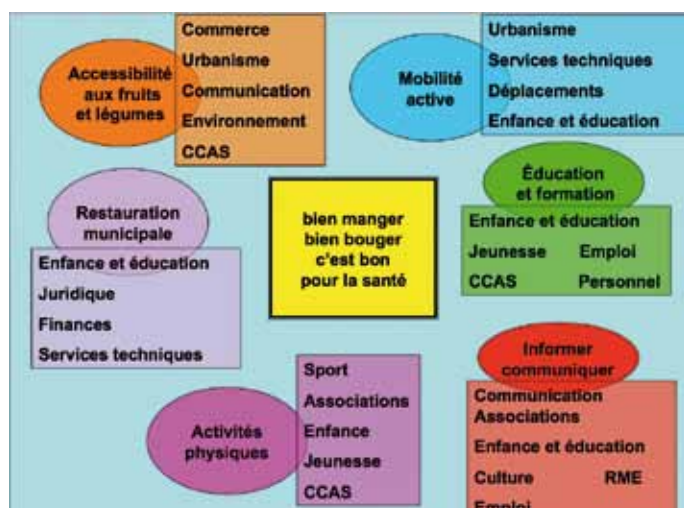 Accessibilité
aux fruits
et légumes
Commerce
Urbanisme
Communication
Environnement
CCAS
Mobilité
active
Urbanisme
Services techniques
Déplacements
Enfance et éducation
Restauration
municipale
Enfance et éducation
Juridique
Finances
Services techniques
bien manger
bien bouger
c'est bon
pour la santé
Éducation
et formation
Enfance et éducation
Jeunesse Emploi
CCAS Personnel
Activités
physiques
Sport
Associations
Enfance
Jeunesse
CCAS
Informer
communiquer
Communication
Associations
Enfance et éducation
Culture RME
Emploi